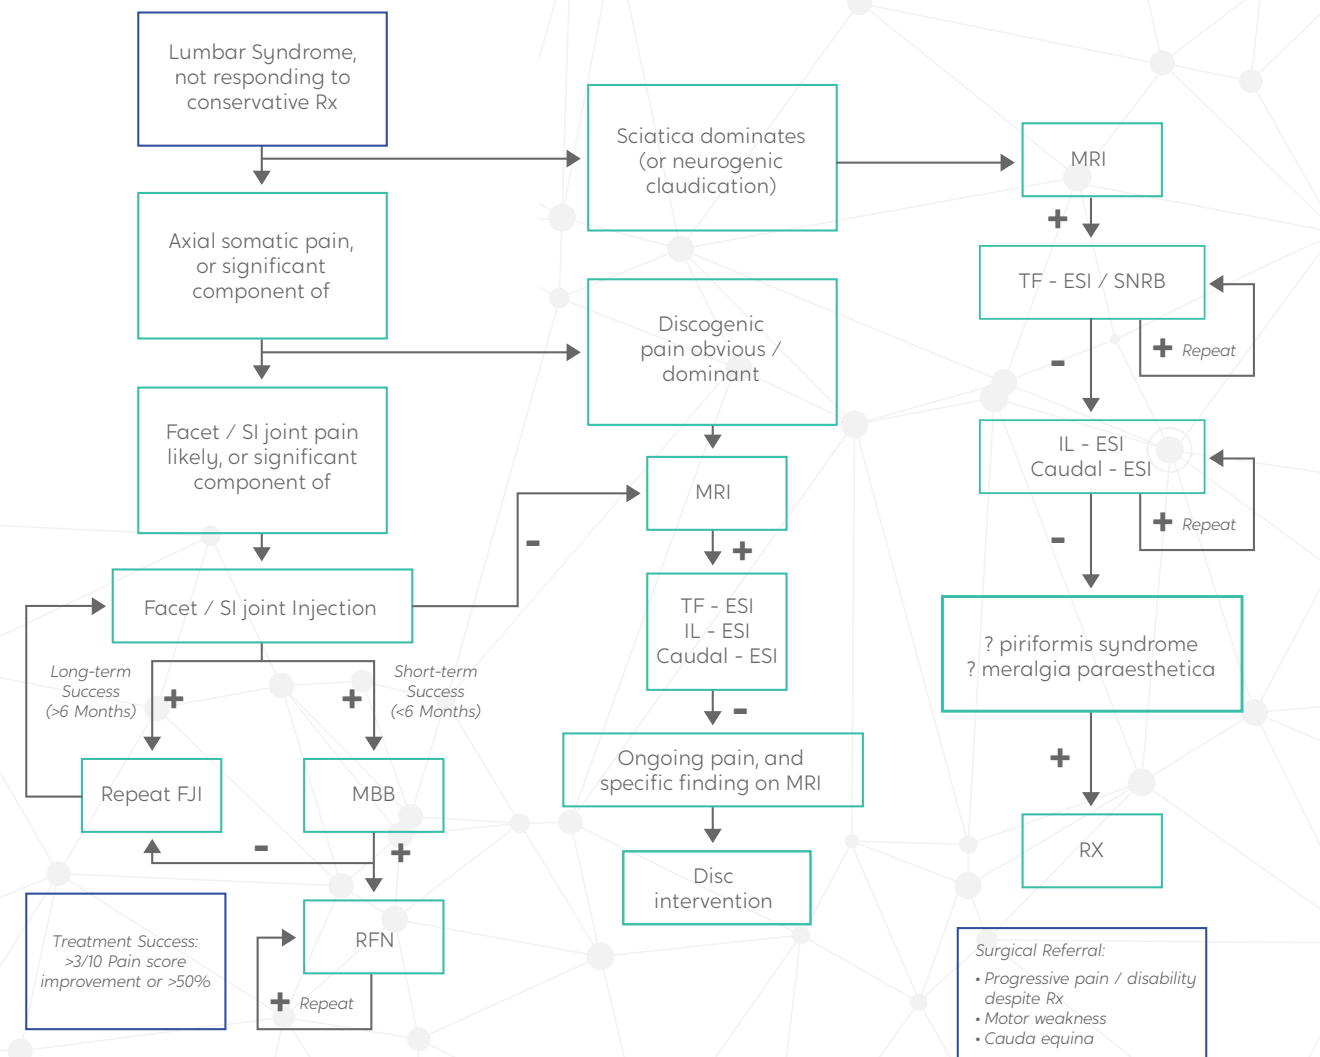 Lumbar Syndrome,
not responding to
conservative Rx
Sciatica dominates
(or neurogenic
claudication)
MRI
+
Axial somatic pain,
or significant
component of
TF - ESI / SNRB
+ Repeat
-
Discogenic
pain obvious /
dominant
Facet / SI joint pain
likely, or significant
component of
IL - ESI
Caudal - ESI
+ Repeat
-
MRI
-
+
Facet / SI joint Injection
TF - ESI
IL - ESI
Caudal - ESI
-
? piriformis syndrome
? meralgia paraesthetica
+
Long-term
Success
(>6 Months)
+
+
Short-term
Success
(<6 Months)
Ongoing pain, and
specific finding on MRI
Repeat FJI
MBB
-
+
RX
Disc
intervention
RFN
+ Repeat
Treatment Success:
>3/10 Pain score
improvement or >50%
Surgical Referral:
• Progressive pain / disability
despite Rx
• Motor weakness
• Cauda equina